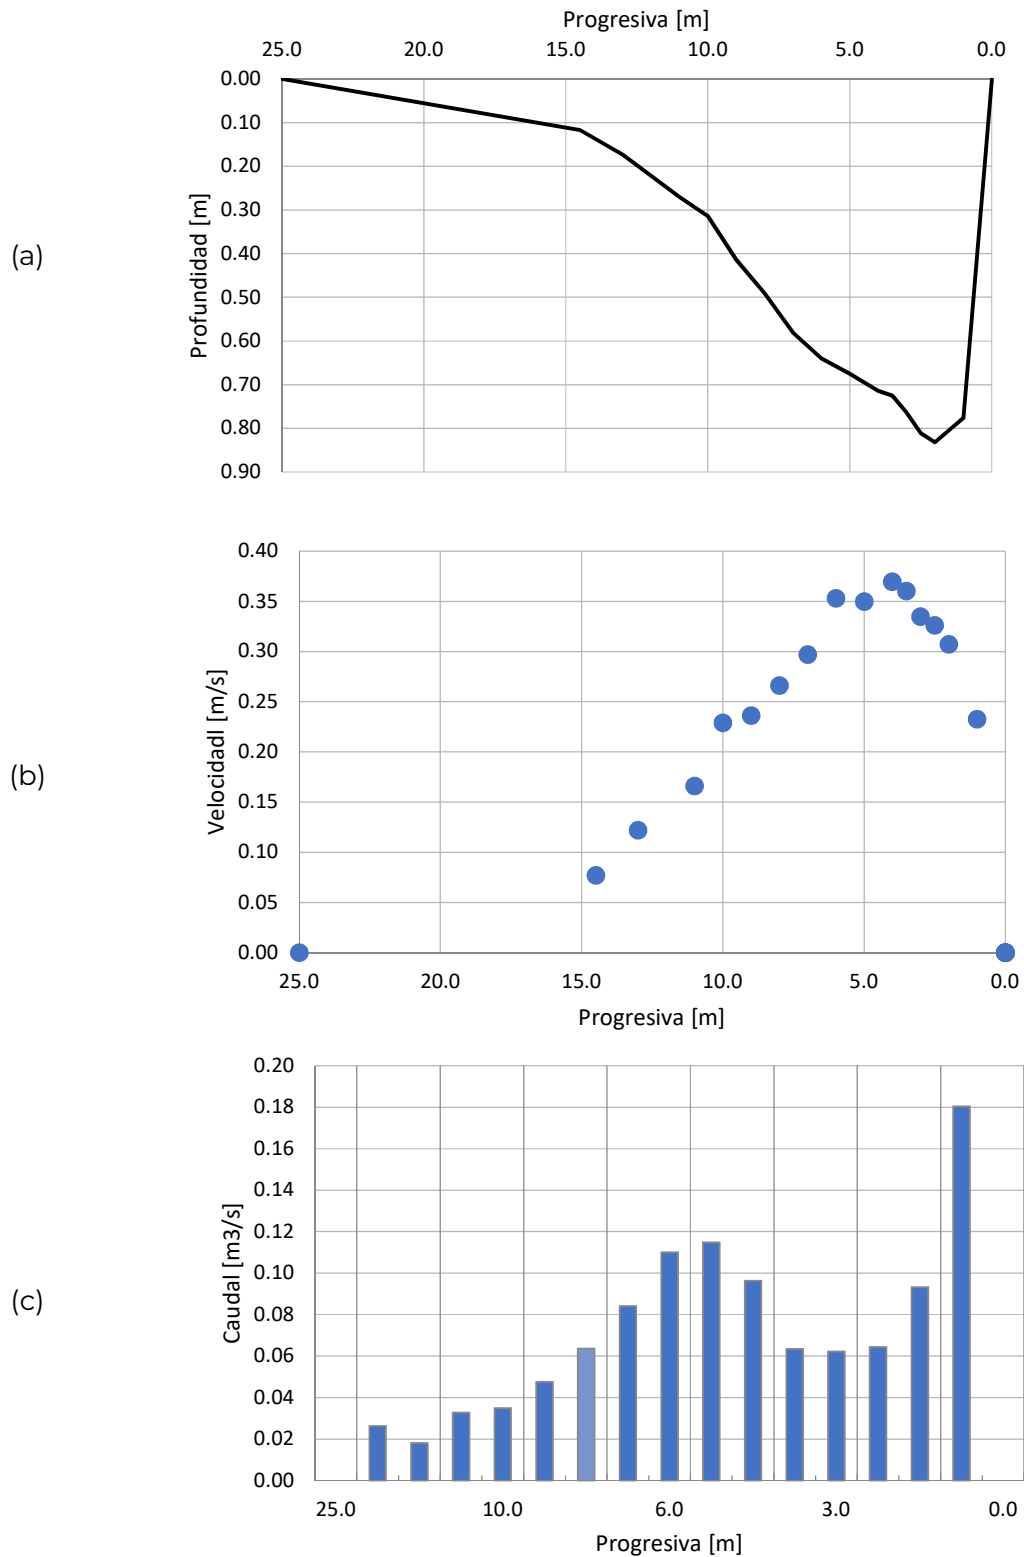 Progresiva [m]
25.0 20.0 15.0 10.0 5.0 0.0
0.00
0.10
0.20
0.30
0.40
0.50
0.60
0.70
0.80
0.90
Profundidad [m]
(a)
0.40
0.35
0.30
0.25
0.20
0.15
0.10
0.05
0.00
Velocidadl [m/s]
(b)
25.0 20.0 15.0 10.0 5.0 0.0
Progresiva [m]
0.20
0.18
0.16
0.14
0.12
0.10
0.08
0.06
0.04
0.02
0.00
Caudal [m3/s]
(c)
25.0 10.0 6.0 3.0 0.0
Progresiva [m]